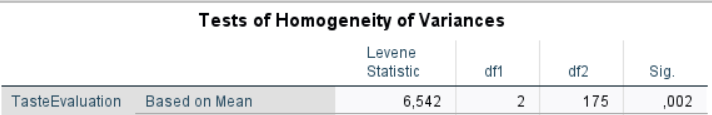 Tests of Homogeneity of Variances
Levene
Statistic df1 df2 Sig.
TasteEvaluation Based on Mean 6,542 2 175 ,002